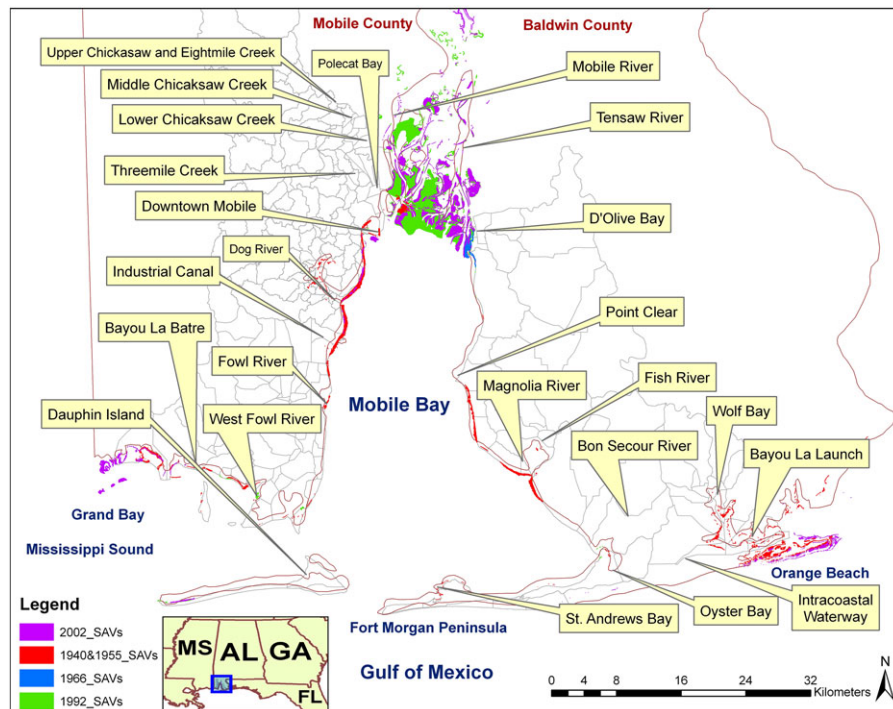 Mobile County
Baldwin County
Upper Chickasaw and Eightmile Creek
Polecat Bay
Mobile River
Middle Chicaksaw Creek
Lower Chicaksaw Creek
Tensaw River
Threemile Creek
Downtown Mobile
D'Olive Bay
Dog River
Industrial Canal
Bayou La Batre
Point Clear
Fowl River
Magnolia River
Fish River
Mobile Bay
Dauphin Island
West Fowl River
Wolf Bay
Bon Secour River
Bayou La Launch
Grand Bay
Mississippi Sound
Orange Beach
Legend
2002_SAVs
1940&1955_SAVs
1966_SAVs
1992_SAVs
MS
AL
GA
FL
Fort Morgan Peninsula
St. Andrews Bay
Oyster Bay
Intracoastal
Waterway
Gulf of Mexico
0 4 8 16 24 32
Kilometers
N